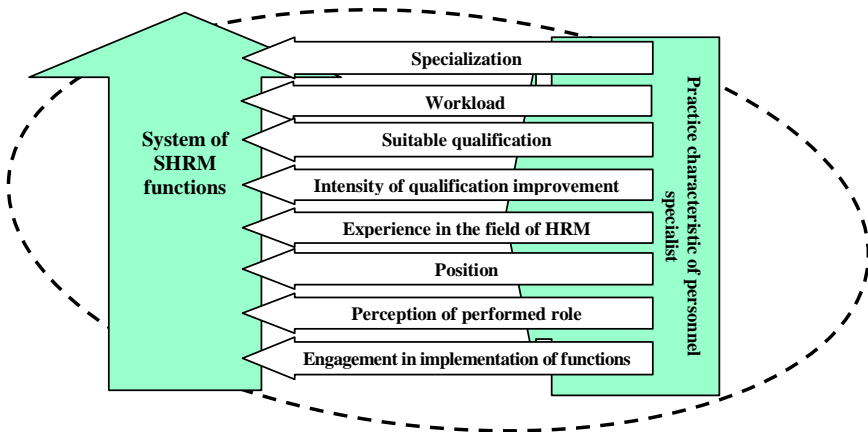 System of
SHRM
functions
Specialization
Workload
Suitable qualification
Intensity of qualification improvement
Experience in the field of HRM
Position
Perception of performed role
Engagement in implementation of functions
Practice characteristic of personnel
specialist